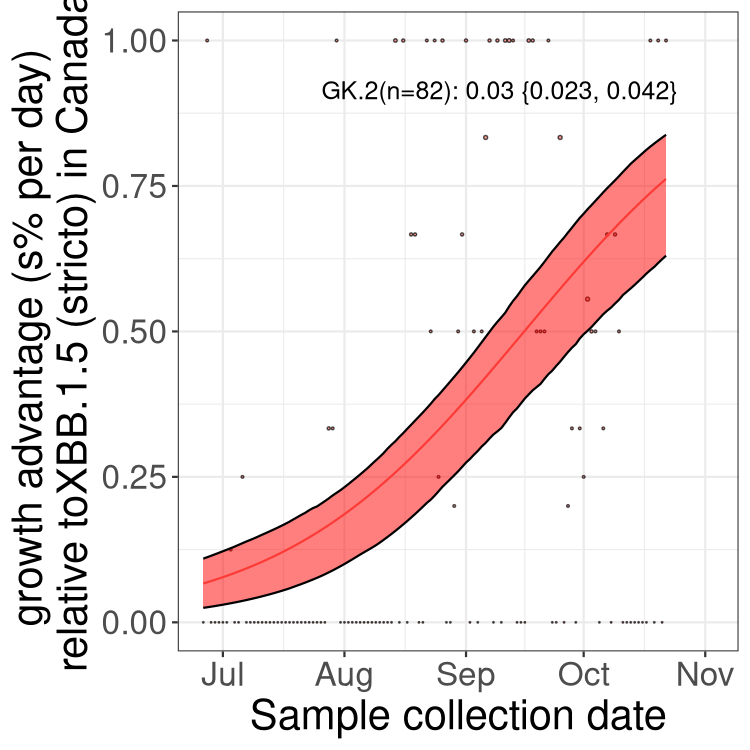 growth advantage (s% per day)
relative toXBB.1.5 (stricto) in Canada
1.00
0.75
0.50
0.25
0.00
GK.2(n=82): 0.03 {0.023, 0.042}
Jul Aug Sep Oct Nov
Sample collection date